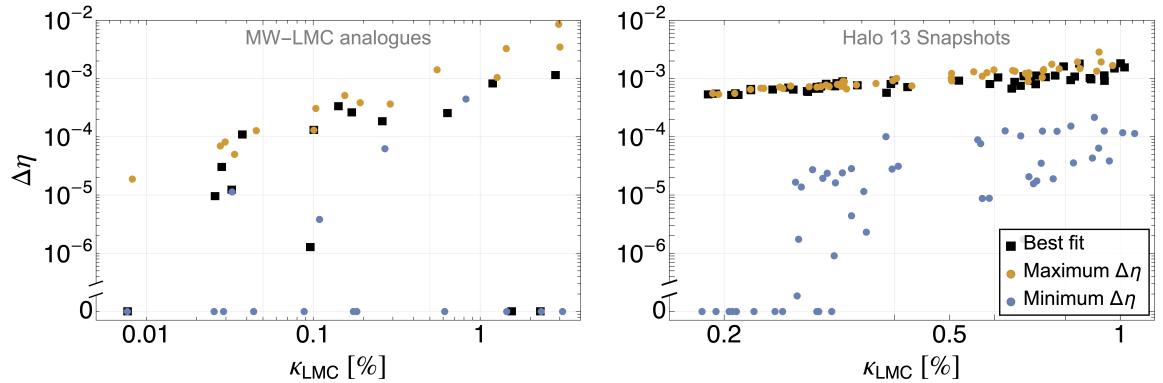 MW−LMC analogues
Δη
10⁻²
10⁻³
10⁻⁴
10⁻⁵
10⁻⁶
0
0.01
0.1
1
κ_LMC [%]
Halo 13 Snapshots
10⁻²
10⁻³
10⁻⁴
10⁻⁵
10⁻⁶
0
0.2
0.5
1
κ_LMC [%]
Best fit
Maximum Δη
Minimum Δη